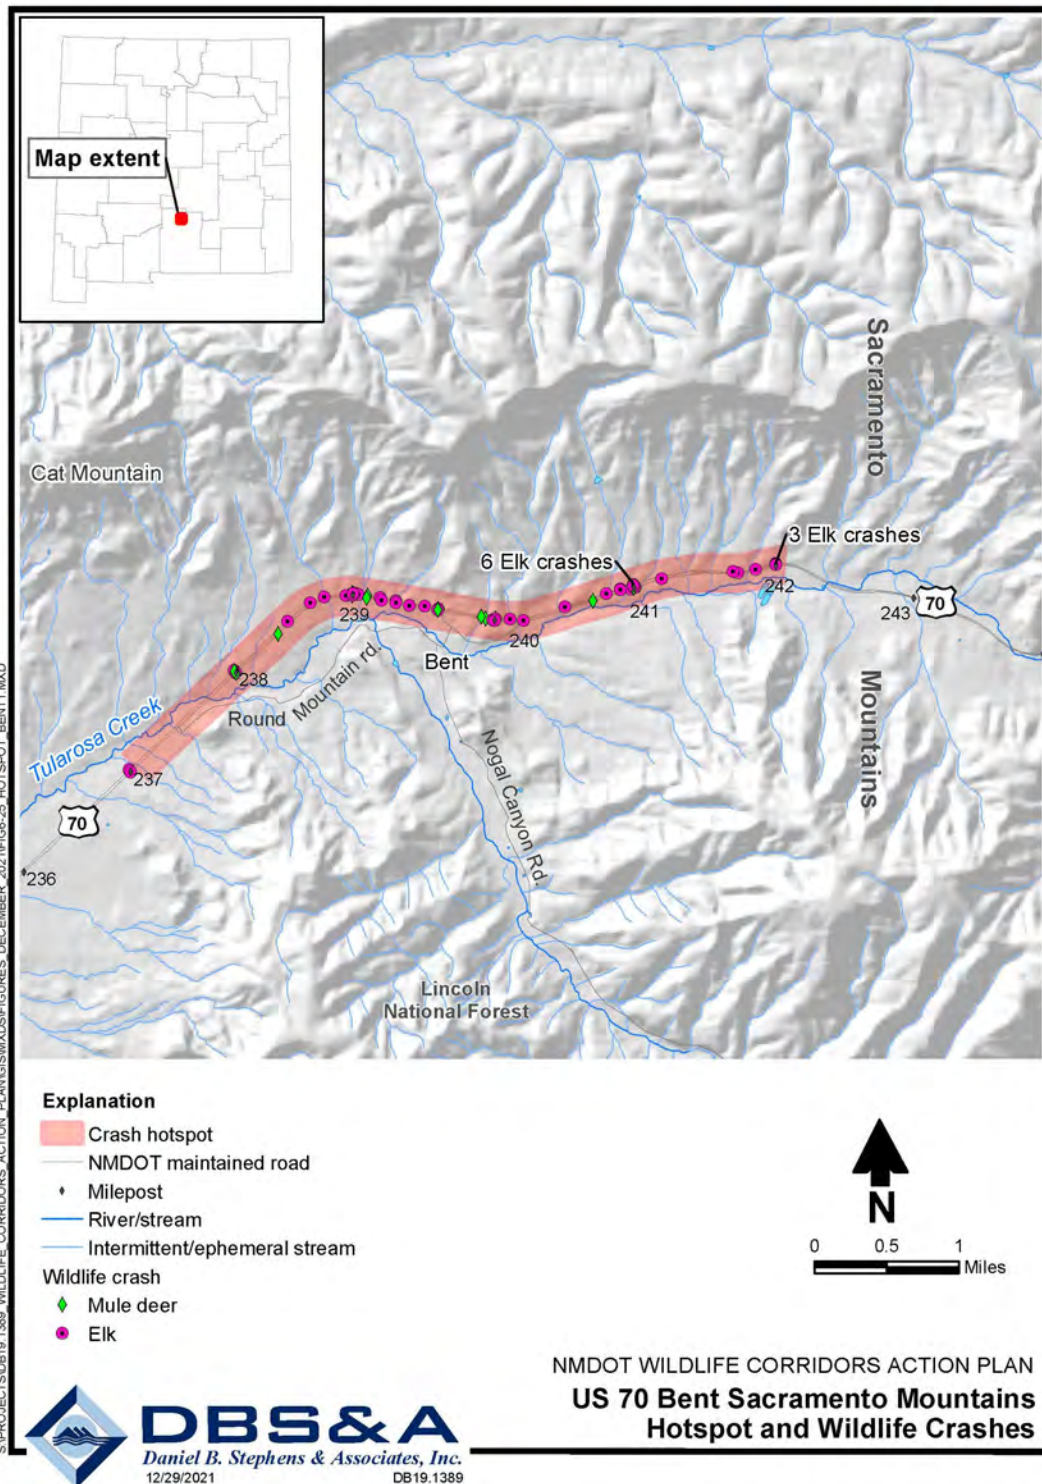 Map extent
Sacramento
Cat Mountain
3 Elk crashes
6 Elk crashes
242
241
243
70
239
240
Bent
238
Round Mountain rd.
Tularosa Creek
237
Nogal Canyon Rd.
Mountains
70
236
Lincoln
National Forest
Explanation
Crash hotspot
NMDOT maintained road
Milepost
River/stream
Intermittent/ephemeral stream
Wildlife crash
Mule deer
Elk
N
0 0.5 1
Miles
NMDOT WILDLIFE CORRIDORS ACTION PLAN
US 70 Bent Sacramento Mountains
Hotspot and Wildlife Crashes
DBS&A
Daniel B. Stephens & Associates, Inc.
12/29/2021 DB19.1389